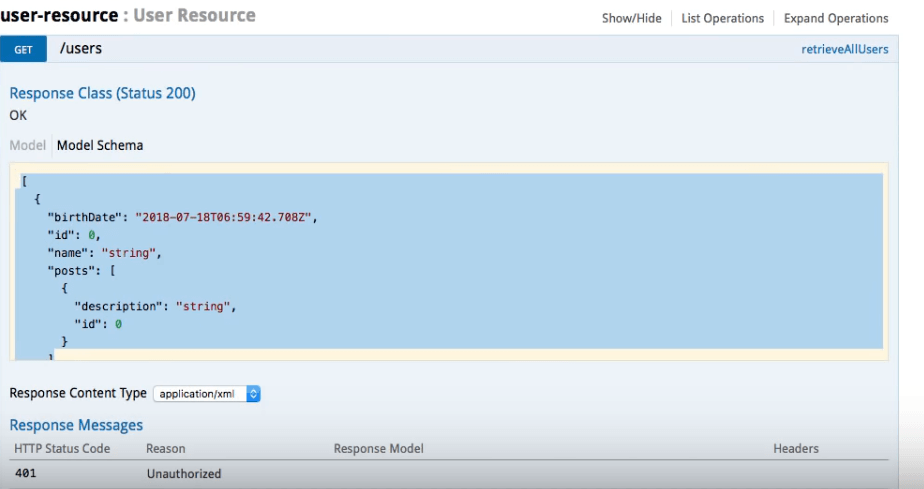 user-resource : User Resource
Show/Hide List Operations Expand Operations
GET /users retrieveAllUsers
Response Class (Status 200)
OK
Model Model Schema
[
{
"birthDate": "2018-07-18T06:59:42.708Z",
"id": 0,
"name": "string",
"posts": [
{
"description": "string",
"id": 0
}
]
Response Content Type application/xml
Response Messages
HTTP Status Code Reason Response Model Headers
401 Unauthorized